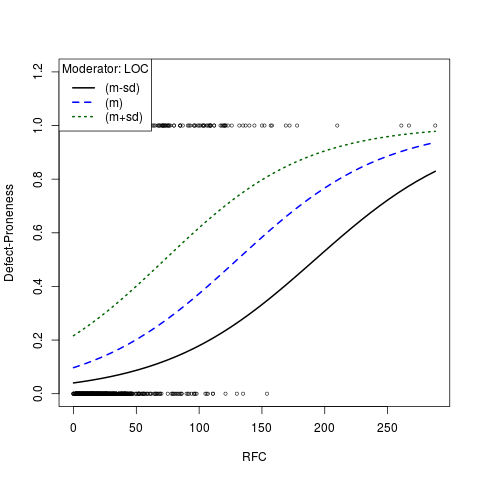 Moderator: LOC
(m-sd)
(m)
(m+sd)
Defect-Proneness
1.2
1.0
0.8
0.6
0.4
0.2
0.0
0 50 100 150 200 250
RFC